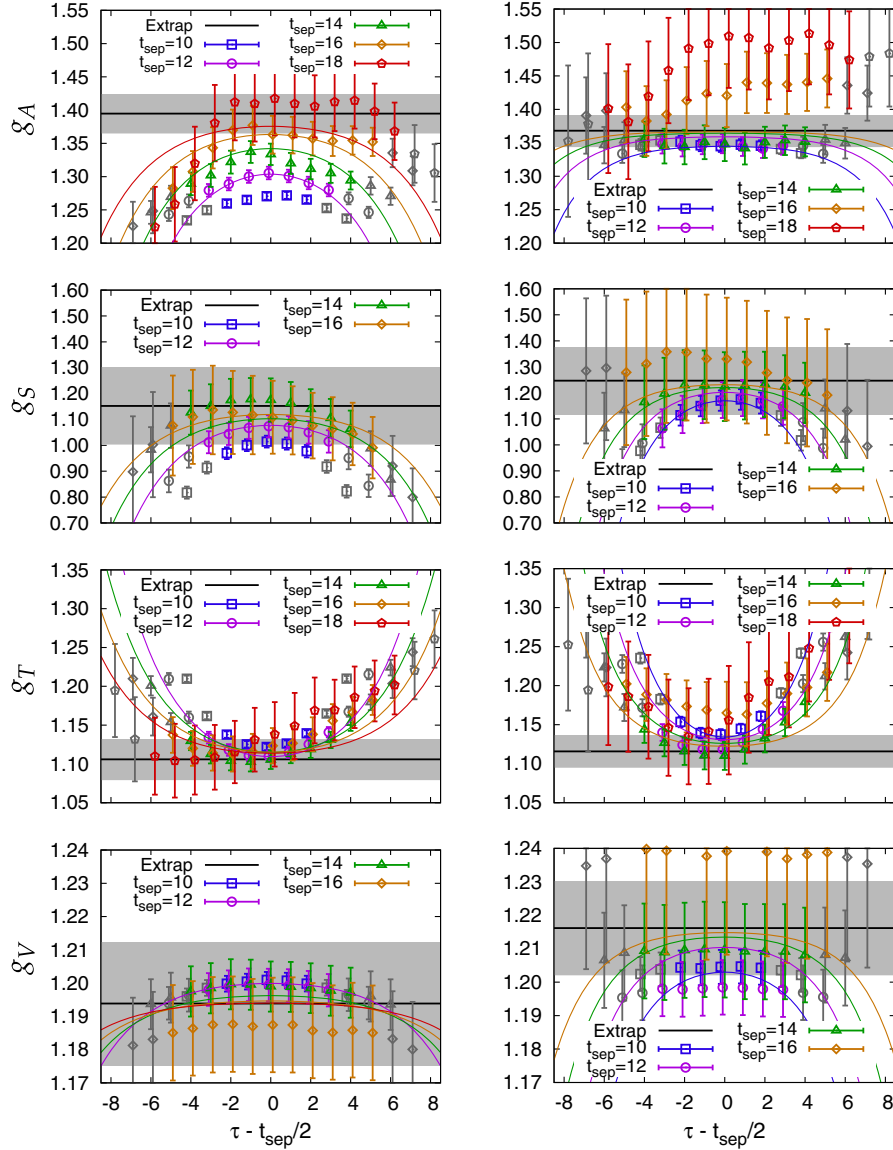 1.55
1.50
1.45
1.40
1.35
1.30
1.25
1.20
g_A
Extrap
t_sep=10
t_sep=12
t_sep=14
t_sep=16
t_sep=18
1.55
1.50
1.45
1.40
1.35
1.30
1.25
1.20
Extrap
t_sep=10
t_sep=12
t_sep=14
t_sep=16
t_sep=18
1.60
1.50
1.40
1.30
1.20
1.10
1.00
0.90
0.80
0.70
g_S
Extrap
t_sep=10
t_sep=12
t_sep=14
t_sep=16
1.60
1.50
1.40
1.30
1.20
1.10
1.00
0.90
0.80
0.70
Extrap
t_sep=10
t_sep=12
t_sep=14
t_sep=16
1.35
1.30
1.25
1.20
1.15
1.10
1.05
g_T
Extrap
t_sep=10
t_sep=12
t_sep=14
t_sep=16
t_sep=18
1.35
1.30
1.25
1.20
1.15
1.10
1.05
Extrap
t_sep=10
t_sep=12
t_sep=14
t_sep=16
t_sep=18
1.24
1.23
1.22
1.21
1.20
1.19
1.18
1.17
g_V
Extrap
t_sep=10
t_sep=12
t_sep=14
t_sep=16
-8 -6 -4 -2 0 2 4 6 8
τ - t_sep/2
1.24
1.23
1.22
1.21
1.20
1.19
1.18
1.17
Extrap
t_sep=10
t_sep=12
t_sep=14
t_sep=16
-8 -6 -4 -2 0 2 4 6 8
τ - t_sep/2